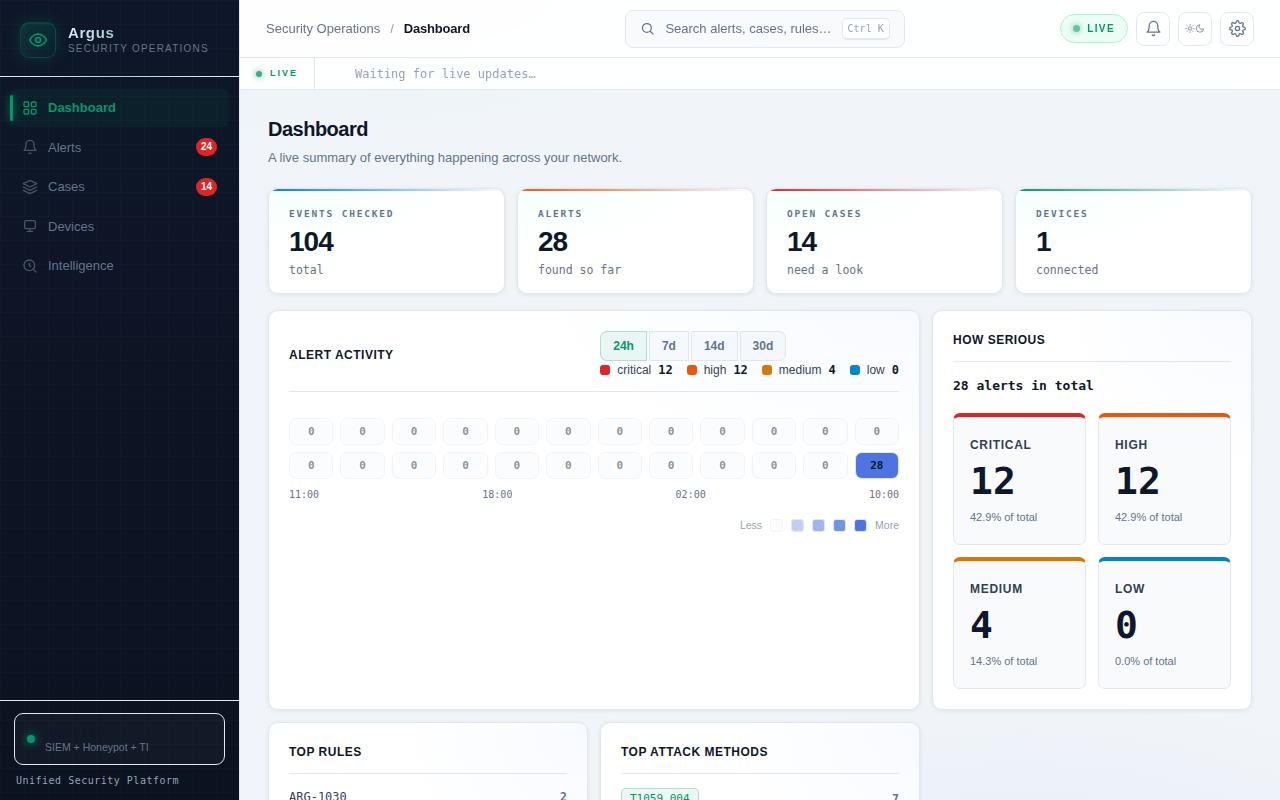 Argus
SECURITY OPERATIONS
Dashboard
Alerts 24
Cases 14
Devices
Intelligence
SIEM + Honeypot + TI
Unified Security Platform
Security Operations / Dashboard
Search alerts, cases, rules… Ctrl K
LIVE
LIVE Waiting for live updates…
Dashboard
A live summary of everything happening across your network.
EVENTS CHECKED
104
total
ALERTS
28
found so far
OPEN CASES
14
need a look
DEVICES
1
connected
ALERT ACTIVITY
24h 7d 14d 30d
critical 12 high 12 medium 4 low 0
0 0 0 0 0 0 0 0 0 0 0 0
0 0 0 0 0 0 0 0 0 0 0 28
11:00 18:00 02:00 10:00
Less More
HOW SERIOUS
28 alerts in total
CRITICAL
12
42.9% of total
HIGH
12
42.9% of total
MEDIUM
4
14.3% of total
LOW
0
0.0% of total
TOP RULES
ARG-1030 2
TOP ATTACK METHODS
T1059.004 7